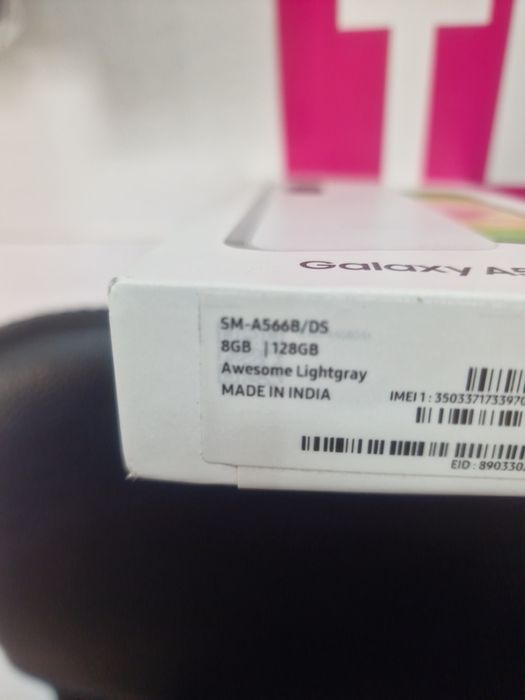 Galaxy A5
SM-A566B/DS
8GB | 128GB
Awesome Lightgray
MADE IN INDIA
IMEI 1 : 3503371733970
EID : 890330